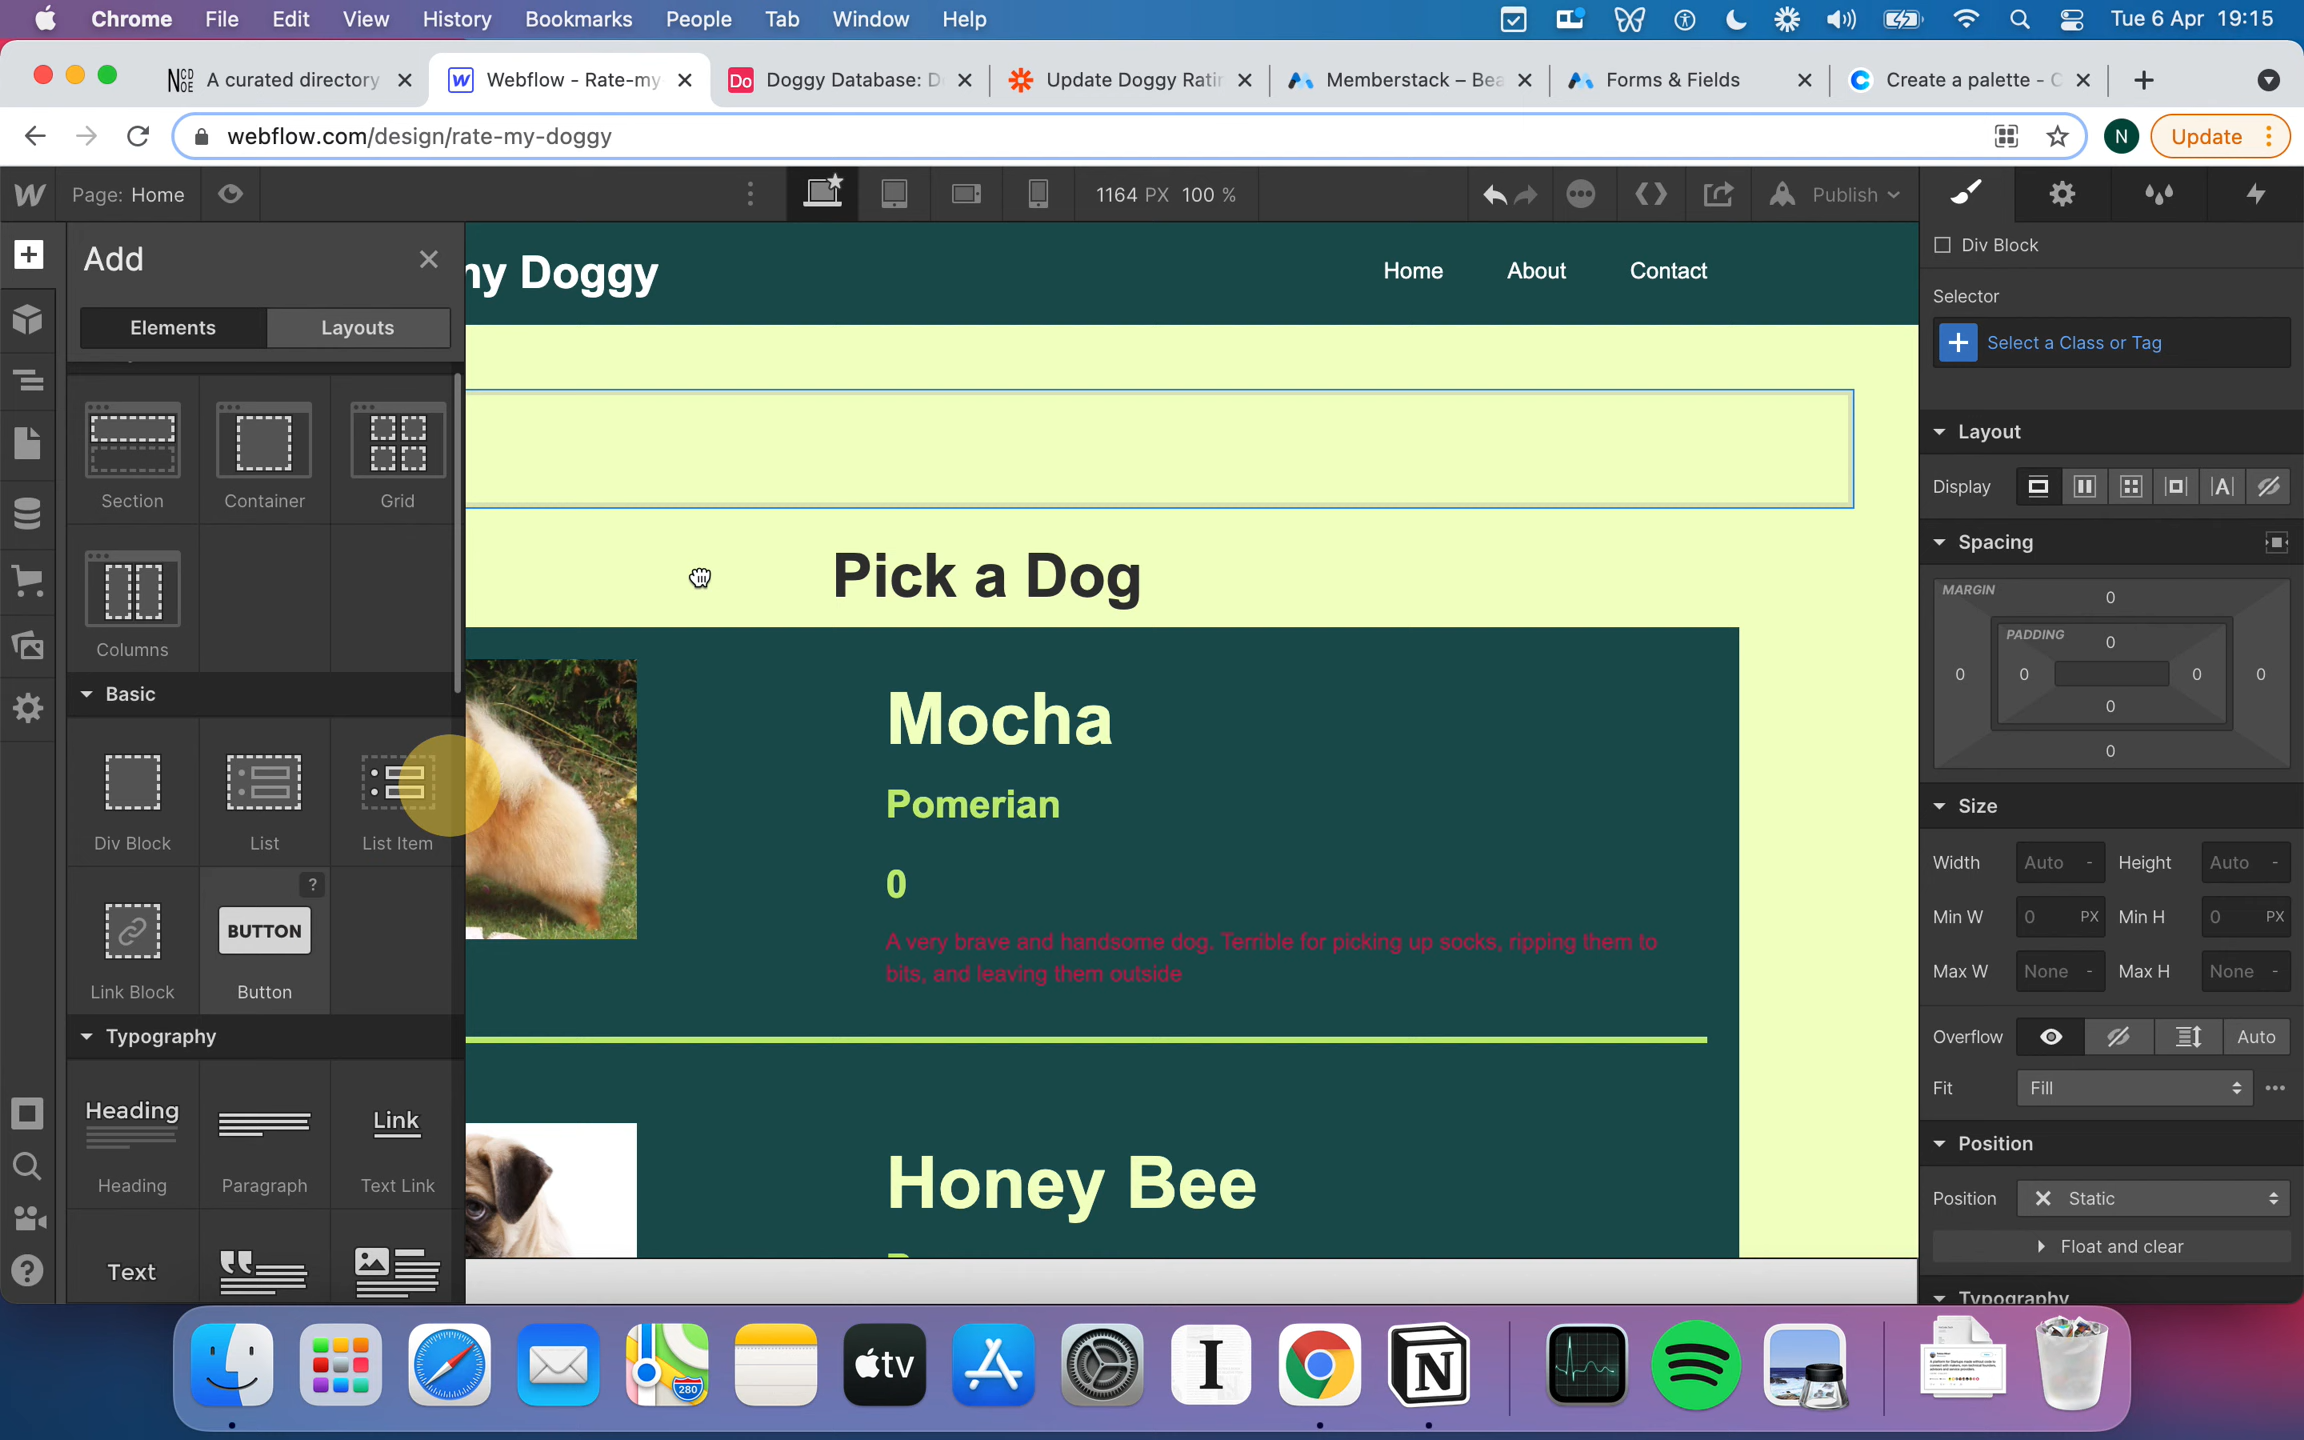 Chrome File Edit View History Bookmarks People Tab Window Help Tue 6 Apr 19:15
NCDE A curated directory Webflow - Rate-my Do Doggy Database: D Update Doggy Ratin Memberstack – Bea Forms & Fields Create a palette - C
webflow.com/design/rate-my-doggy N Update
Page: Home 1164 PX 100 % Publish
Add
Elements Layouts
Section Container Grid
Columns
Basic
Div Block List List Item
?
BUTTON
Link Block Button
Typography
Heading Link
Heading Paragraph Text Link
Text
my Doggy Home About Contact
Pick a Dog
Mocha
Pomerian
0
A very brave and handsome dog. Terrible for picking up socks, ripping them to
bits, and leaving them outside
Honey Bee
Div Block
Selector
Select a Class or Tag
Layout
Display
Spacing
MARGIN 0
PADDING 0
0 0 0 0
0
0
Size
Width Auto - Height Auto -
Min W 0 PX Min H 0 PX
Max W None - Max H None -
Overflow Auto
Fit Fill
Position
Position Static
Float and clear
Typography
280 tv I N